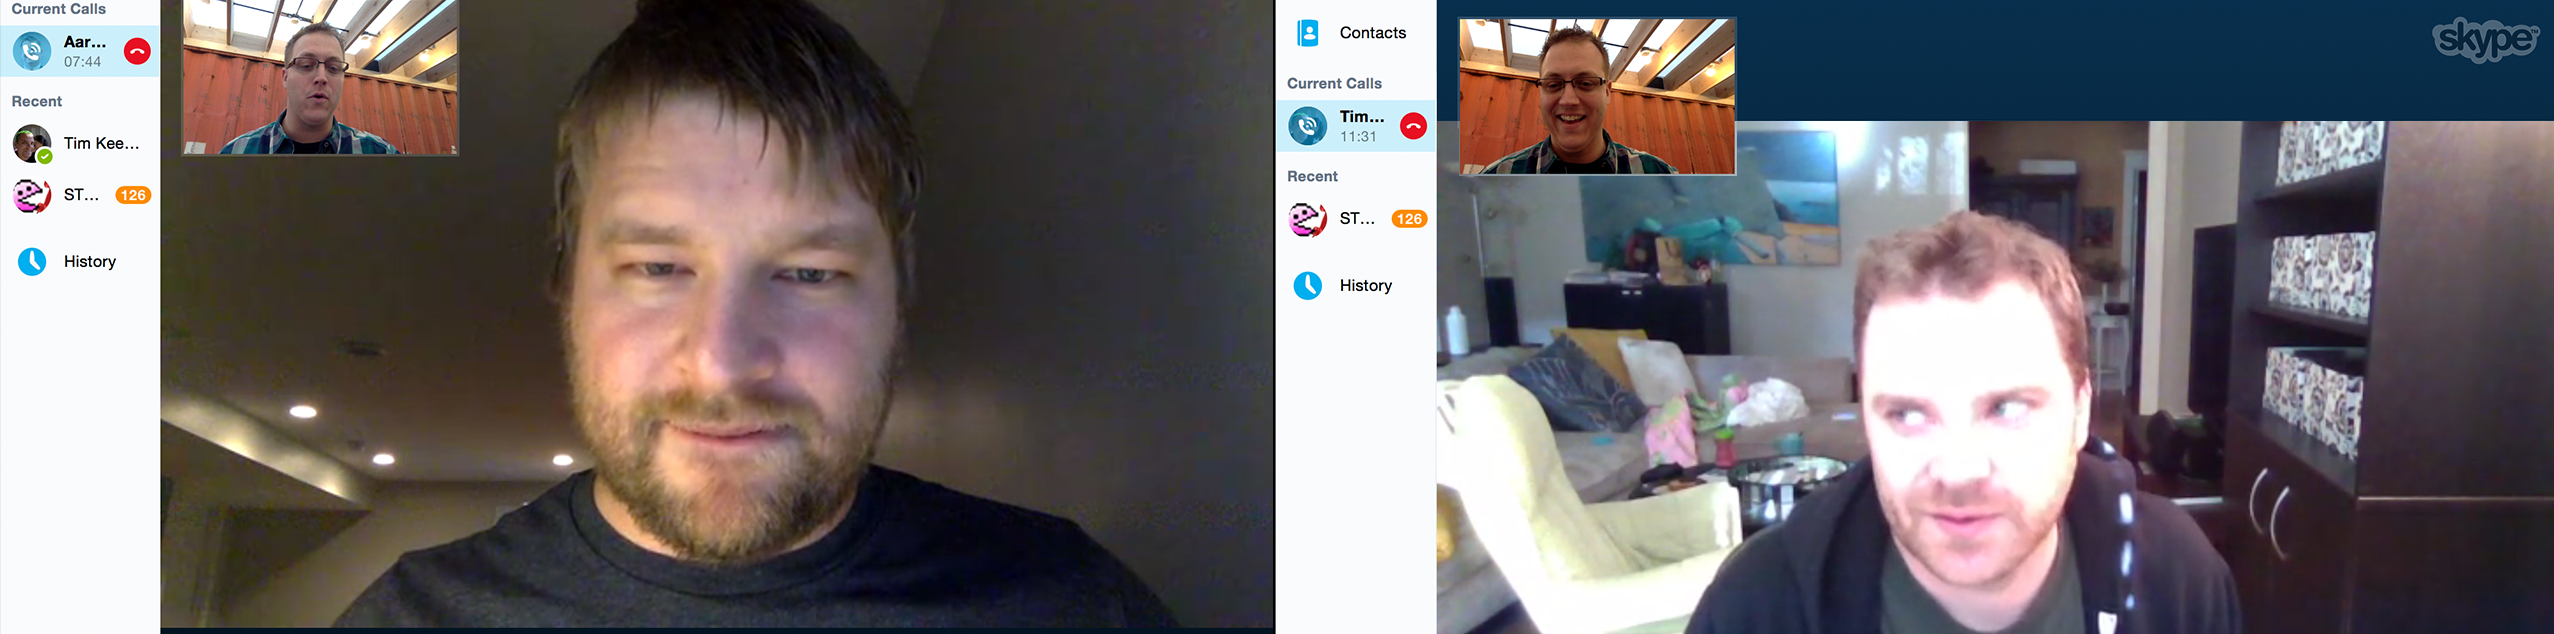 Current Calls
Aar...
07:44
Recent
Tim Kee...
ST...
126
History
Contacts
Current Calls
Tim...
11:31
Recent
ST...
126
History
skype